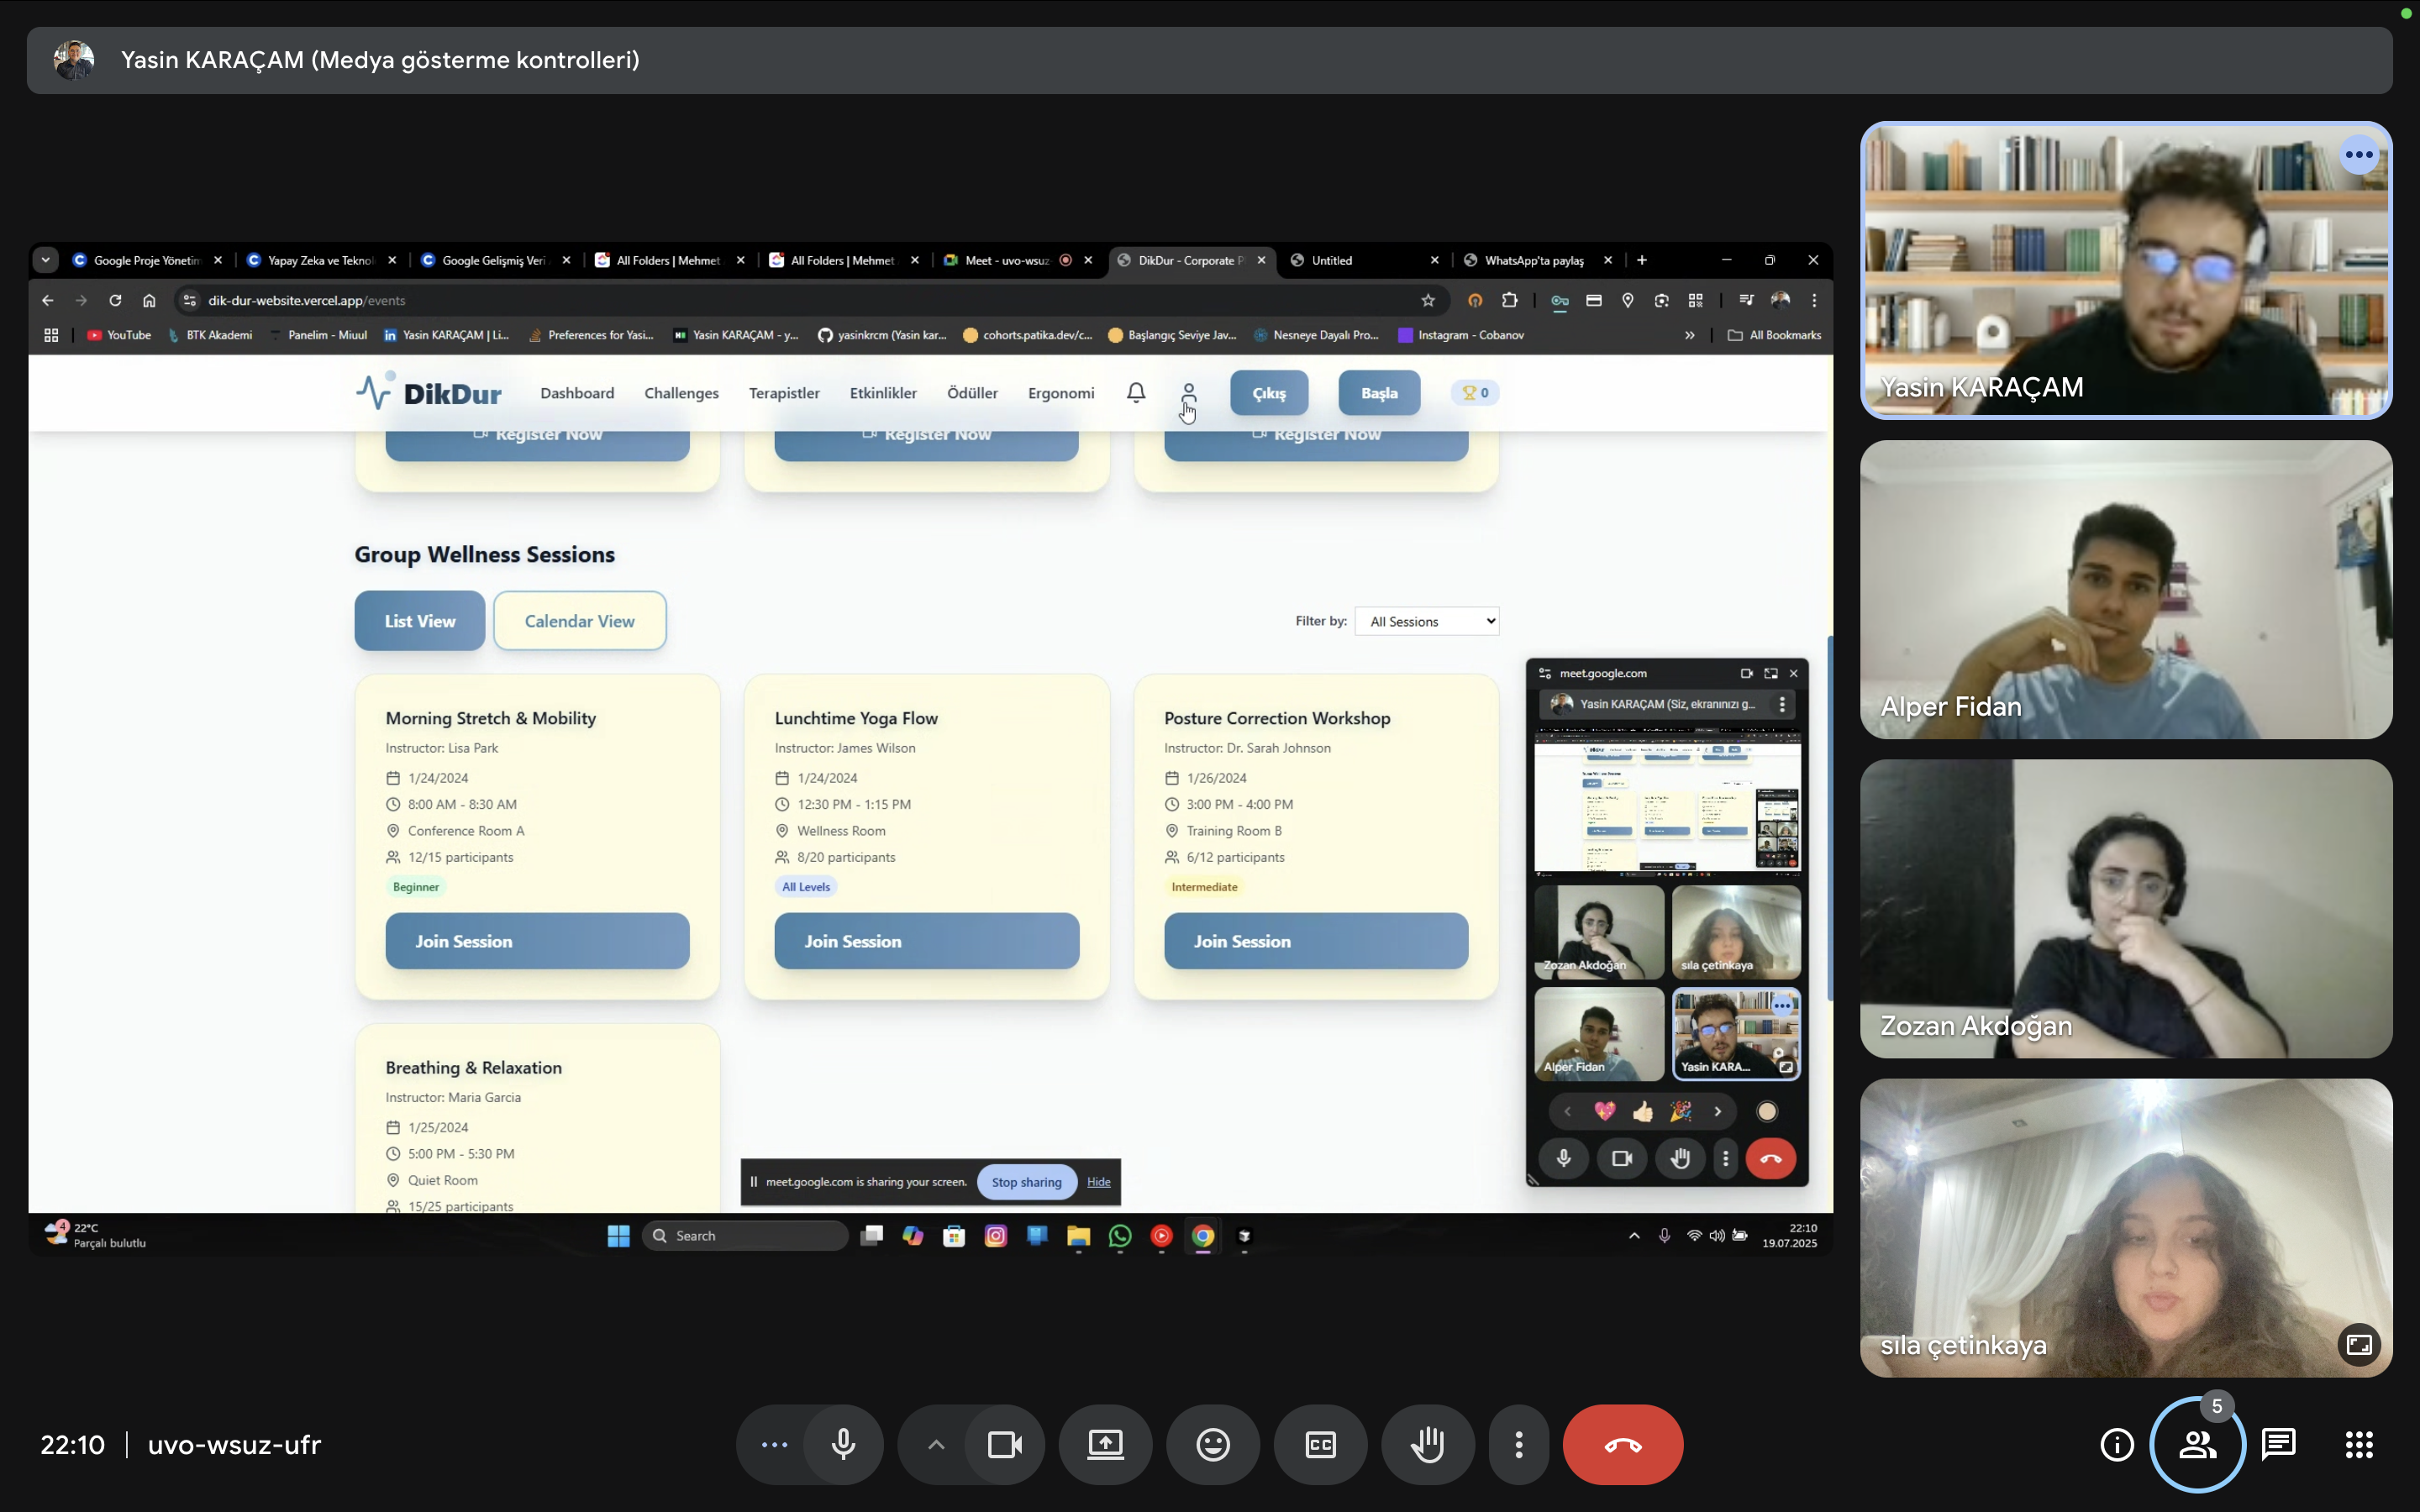 Yasin KARAÇAM (Medya gösterme kontrolleri)
Google Proje Yönetim
Yapay Zeka ve Teknol
Google Gelişmiş Veri
All Folders | Mehmet
All Folders | Mehmet
Meet - uvo-wsuz-
DikDur - Corporate P
Untitled
WhatsApp'ta paylaş
dik-dur-website.vercel.app/events
YouTube
BTK Akademi
Panelim - Miuul
Yasin KARAÇAM | Li...
Preferences for Yasi...
Yasin KARAÇAM - y...
yasinkrcm (Yasin kar...
cohorts.patika.dev/c...
Başlangıç Seviye Jav...
Nesneye Dayalı Pro...
Instagram - Cobanov
All Bookmarks
DikDur
Dashboard
Challenges
Terapistler
Etkinlikler
Ödüller
Ergonomi
Çıkış
Başla
0
Register Now
Register Now
Register Now
Group Wellness Sessions
List View
Calendar View
Filter by:
All Sessions
Morning Stretch & Mobility
Instructor: Lisa Park
1/24/2024
8:00 AM - 8:30 AM
Conference Room A
12/15 participants
Beginner
Join Session
Lunchtime Yoga Flow
Instructor: James Wilson
1/24/2024
12:30 PM - 1:15 PM
Wellness Room
8/20 participants
All Levels
Join Session
Posture Correction Workshop
Instructor: Dr. Sarah Johnson
1/26/2024
3:00 PM - 4:00 PM
Training Room B
6/12 participants
Intermediate
Join Session
Breathing & Relaxation
Instructor: Maria Garcia
1/25/2024
5:00 PM - 5:30 PM
Quiet Room
15/25 participants
meet.google.com is sharing your screen.
Stop sharing
Hide
meet.google.com
Yasin KARAÇAM (Siz, ekranınızı g...
Zozan Akdoğan
sıla çetinkaya
Alper Fidan
Yasin KARA...
4
22°C
Parçalı bulutlu
Search
22:10
19.07.2025
Yasin KARAÇAM
Alper Fidan
Zozan Akdoğan
sıla çetinkaya
22:10
uvo-wsuz-ufr
CC
5